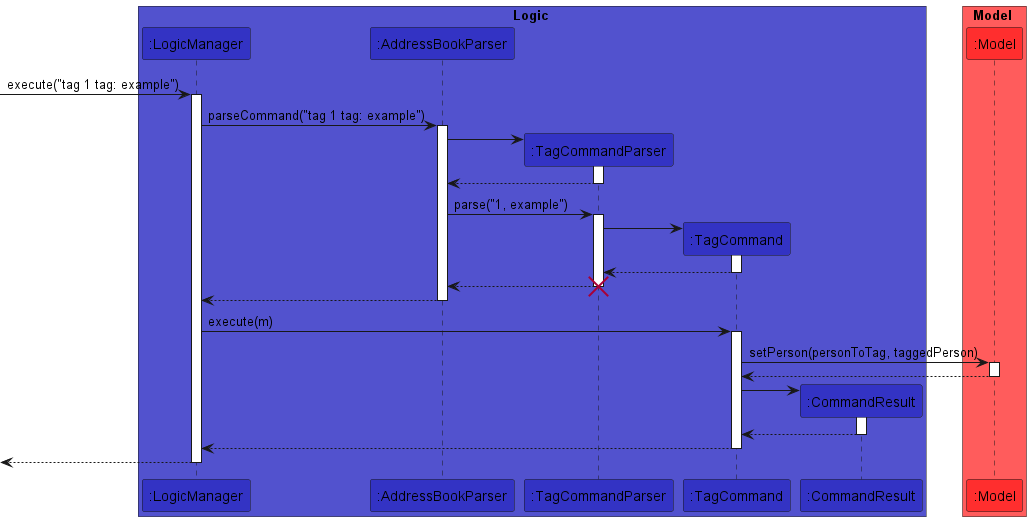 Logic
Model
:LogicManager
:AddressBookParser
:Model
execute("tag 1 tag: example")
parseCommand("tag 1 tag: example")
:TagCommandParser
parse("1, example")
:TagCommand
execute(m)
setPerson(personToTag, taggedPerson)
:CommandResult
:LogicManager
:AddressBookParser
:TagCommandParser
:TagCommand
:CommandResult
:Model